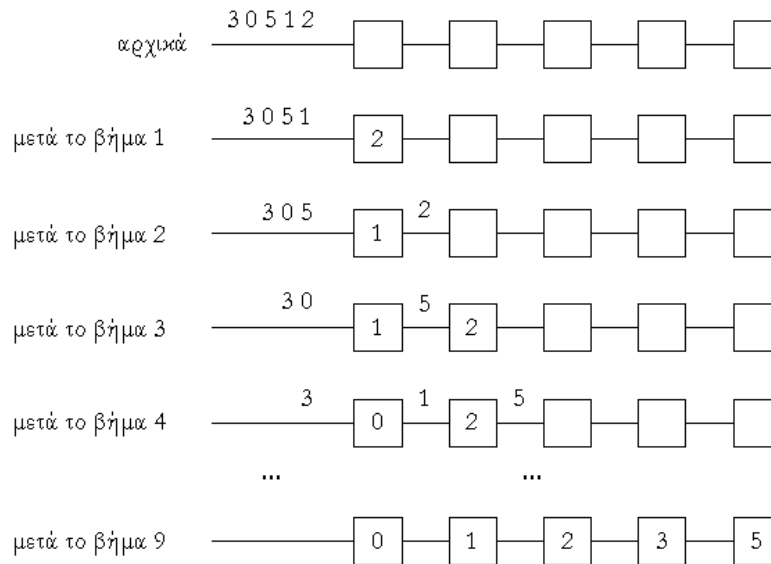 3 0 5 1 2
αρχικά
3 0 5 1
μετά το βήμα 1 2
3 0 5 2
μετά το βήμα 2 1
3 0 5
μετά το βήμα 3 1 2
3 1 5
μετά το βήμα 4 0 2
... ...
μετά το βήμα 9 0 1 2 3 5